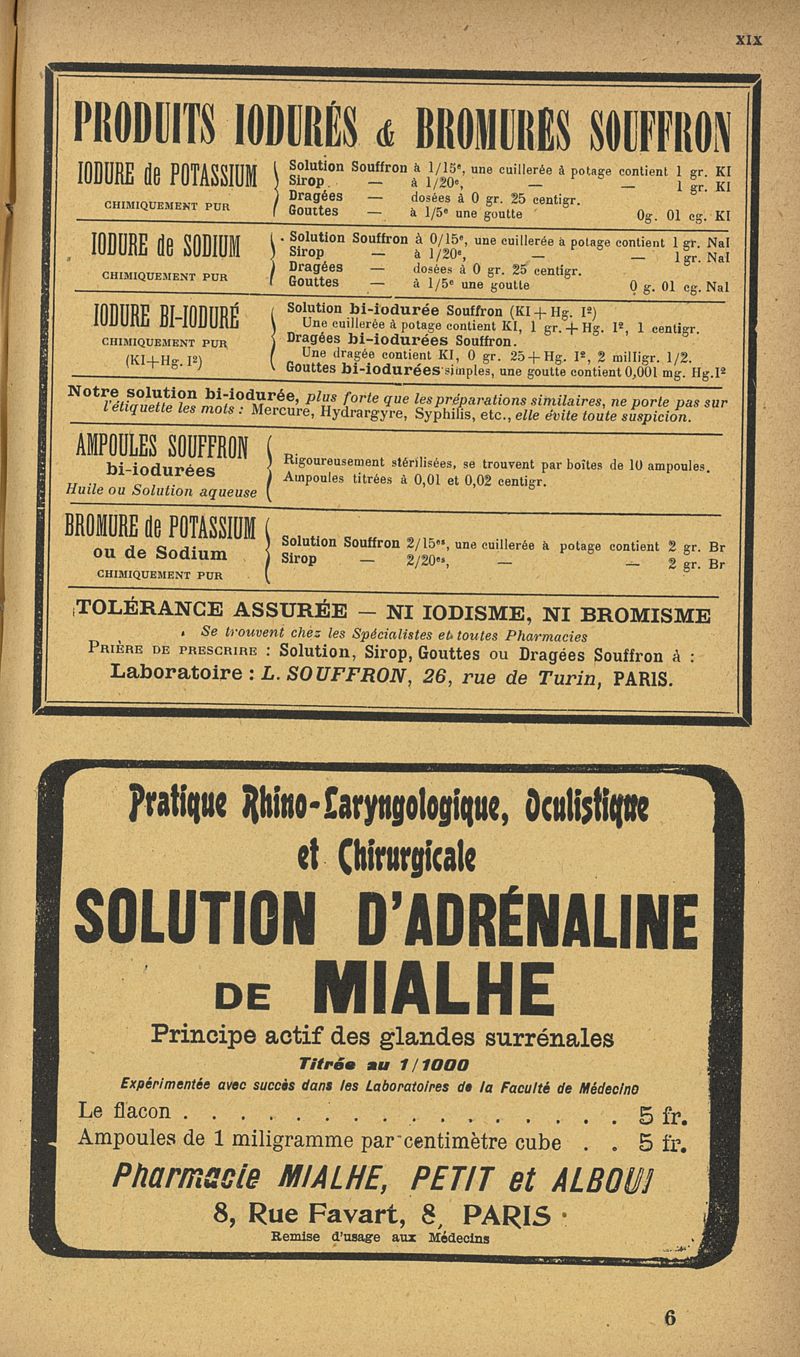 XIX
PRODUITS IODURÉS & BROMURÉS SOUFFRON
IODURE de POTASSIUM
CHIMIQUEMENT PUR
Solution Souffron à 1/15e, une cuillerée à potage contient 1 gr. KI
Sirop — à 1/20e, — — 1 gr. KI
Dragées — dosées à 0 gr. 25 centigr.
Gouttes — à 1/5e une goutte 0g. 01 cg. KI
IODURE de SODIUM
CHIMIQUEMENT PUR
Solution Souffron à 0/15e, une cuillerée à potage contient 1 gr. NaI
Sirop — à 1/20e, — — 1gr. NaI
Dragées — dosées à 0 gr. 25 centigr.
Gouttes — à 1/5e une goutte 0 g. 01 cg. NaI
IODURE BI-IODURÉ
CHIMIQUEMENT PUR
(KI+Hg. I²)
Solution bi-iodurée Souffron (KI+Hg. I²)
Une cuillerée à potage contient KI, 1 gr.+Hg. I², 1 centigr.
Dragées bi-iodurées Souffron.
Une dragée contient KI, 0 gr. 25+Hg. I², 2 milligr. 1/2.
Gouttes bi-iodurées simples, une goutte contient 0,001 mg. Hg.I²
Notre solution bi-iodurée, plus forte que les préparations similaires, ne porte pas sur
l'étiquette les mots : Mercure, Hydrargyre, Syphilis, etc., elle évite toute suspicion.
AMPOULES SOUFFRON
bi-iodurées
Huile ou Solution aqueuse
Rigoureusement stérilisées, se trouvent par boîtes de 10 ampoules.
Ampoules titrées à 0,01 et 0,02 centigr.
BROMURE de POTASSIUM
ou de Sodium
CHIMIQUEMENT PUR
Solution Souffron 2/15es, une cuillerée à potage contient 2 gr. Br
Sirop — 2/20es, — — 2 gr. Br
TOLÉRANCE ASSURÉE — NI IODISME, NI BROMISME
Se trouvent chez les Spécialistes et toutes Pharmacies
PRIÈRE DE PRESCRIRE : Solution, Sirop, Gouttes OU Dragées Souffron à :
Laboratoire : L. SOUFFRON, 26, rue de Turin, PARIS.
Pratique Rhino-Laryngologique, Oculistique
et Chirurgicale
SOLUTION D'ADRÉNALINE
DE MIALHE
Principe actif des glandes surrénales
Titrée au 1/1000
Expérimentée avec succès dans les Laboratoires de la Faculté de Médecine
Le flacon . . . . . . . . . . . . . . . . 5 fr.
Ampoules de 1 miligramme par centimètre cube . . 5 fr.
Pharmacie MIALHE, PETIT et ALBOUI
8, Rue Favart, 8, PARIS
Remise d'usage aux Médecins
6